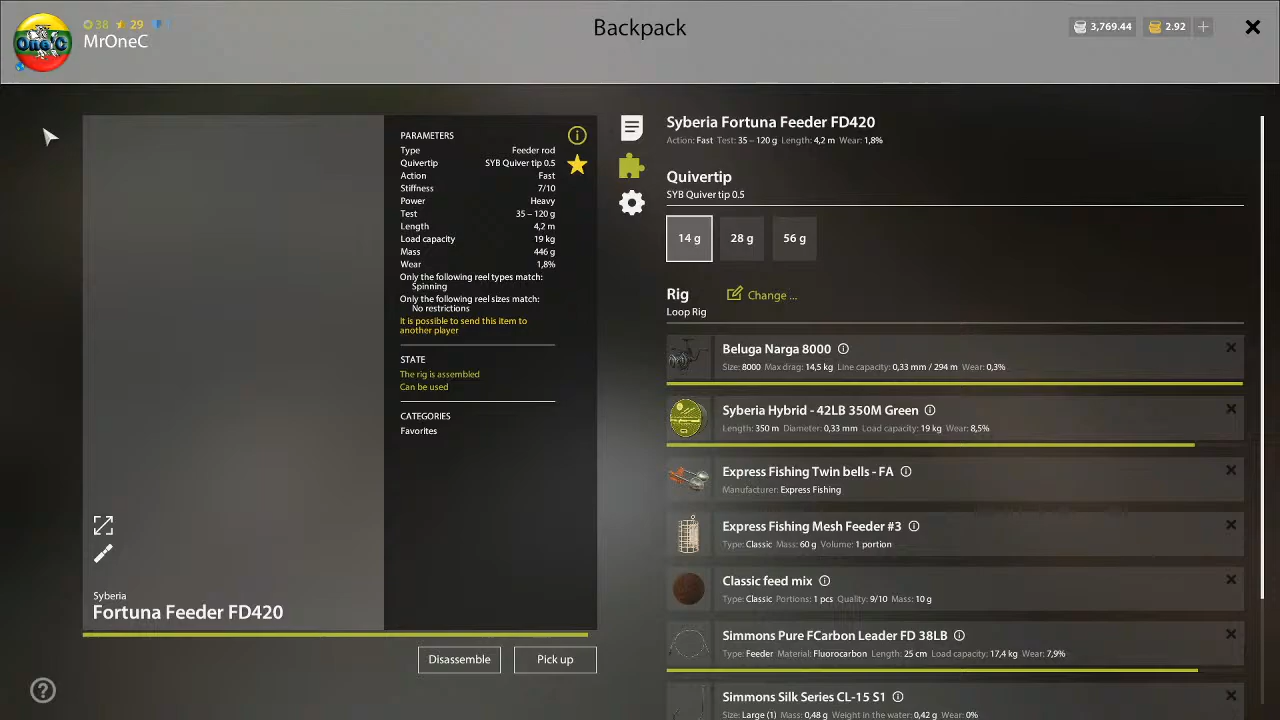 38 29
MrOneC
One C
Backpack
3,769.44 2.92 +
PARAMETERS
Type Feeder rod
Quivertip SYB Quiver tip 0.5
Action Fast
Stiffness 7/10
Power Heavy
Test 35 – 120 g
Length 4,2 m
Load capacity 19 kg
Mass 446 g
Wear 1,8%
Only the following reel types match:
Spinning
Only the following reel sizes match:
No restrictions
It is possible to send this item to
another player
STATE
The rig is assembled
Can be used
CATEGORIES
Favorites
Syberia
Fortuna Feeder FD420
Disassemble Pick up
?
Syberia Fortuna Feeder FD420
Action: Fast Test: 35 – 120 g Length: 4,2 m Wear: 1,8%
Quivertip
SYB Quiver tip 0.5
14 g 28 g 56 g
Rig Change ...
Loop Rig
Beluga Narga 8000
Size: 8000 Max drag: 14,5 kg Line capacity: 0,33 mm / 294 m Wear: 0,3%
Syberia Hybrid - 42LB 350M Green
Length: 350 m Diameter: 0,33 mm Load capacity: 19 kg Wear: 8,5%
Express Fishing Twin bells - FA
Manufacturer: Express Fishing
Express Fishing Mesh Feeder #3
Type: Classic Mass: 60 g Volume: 1 portion
Classic feed mix
Type: Classic Portions: 1 pcs Quality: 9/10 Mass: 10 g
Simmons Pure FCarbon Leader FD 38LB
Type: Feeder Material: Fluorocarbon Length: 25 cm Load capacity: 17,4 kg Wear: 7,9%
Simmons Silk Series CL-15 S1
Size: Large (1) Mass: 0,48 g Weight in the water: 0,42 g Wear: 0%